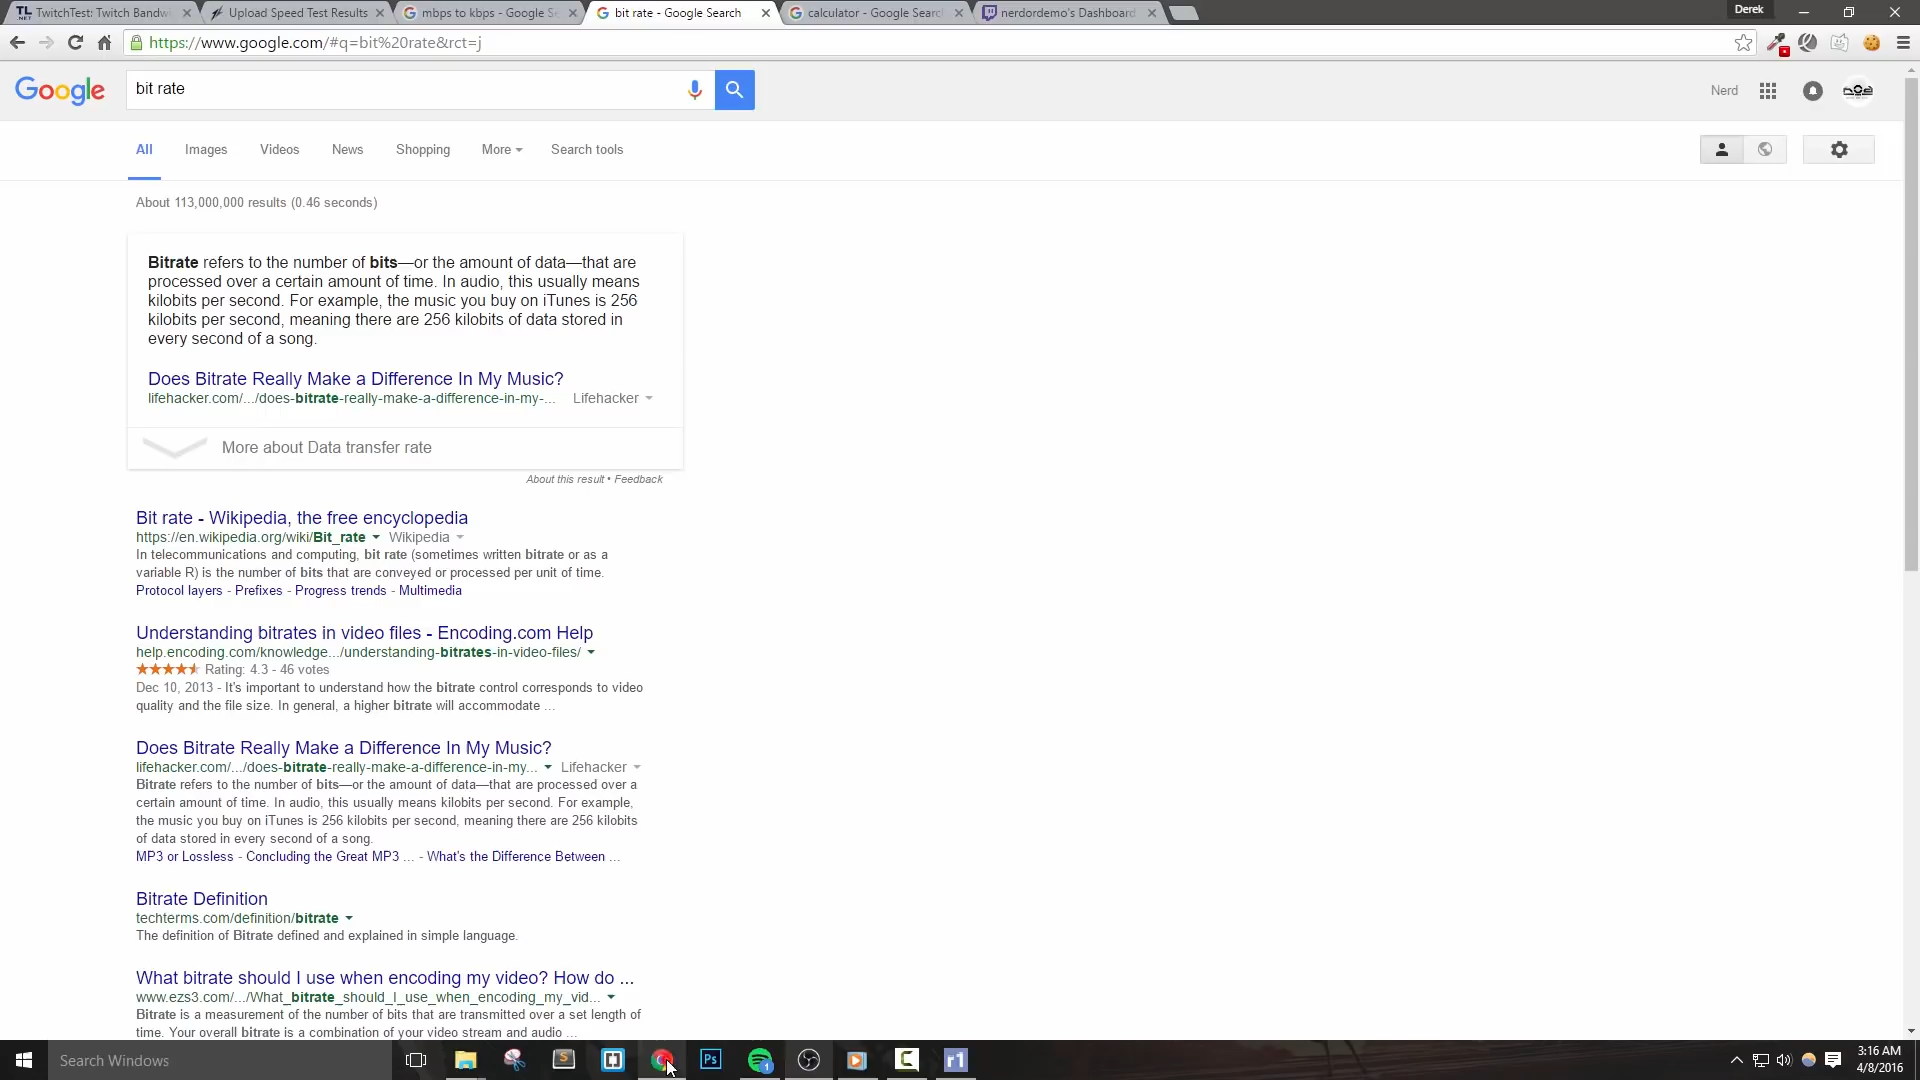 TL TwitchTest: Twitch Bandwi
Upload Speed Test Results
mbps to kbps - Google Se
bit rate - Google Search
calculator - Google Search
nerdordemo's Dashboard
Derek
https://www.google.com/#q=bit%20rate&rct=j
Google
bit rate
Nerd
All Images Videos News Shopping More Search tools
About 113,000,000 results (0.46 seconds)
Bitrate refers to the number of bits—or the amount of data—that are
processed over a certain amount of time. In audio, this usually means
kilobits per second. For example, the music you buy on iTunes is 256
kilobits per second, meaning there are 256 kilobits of data stored in
every second of a song.
Does Bitrate Really Make a Difference In My Music?
lifehacker.com/.../does-bitrate-really-make-a-difference-in-my-... Lifehacker
More about Data transfer rate
About this result • Feedback
Bit rate - Wikipedia, the free encyclopedia
https://en.wikipedia.org/wiki/Bit_rate Wikipedia
In telecommunications and computing, bit rate (sometimes written bitrate or as a
variable R) is the number of bits that are conveyed or processed per unit of time.
Protocol layers - Prefixes - Progress trends - Multimedia
Understanding bitrates in video files - Encoding.com Help
help.encoding.com/knowledge.../understanding-bitrates-in-video-files/
Rating: 4.3 - 46 votes
Dec 10, 2013 - It's important to understand how the bitrate control corresponds to video
quality and the file size. In general, a higher bitrate will accommodate ...
Does Bitrate Really Make a Difference In My Music?
lifehacker.com/.../does-bitrate-really-make-a-difference-in-my... Lifehacker
Bitrate refers to the number of bits—or the amount of data—that are processed over a
certain amount of time. In audio, this usually means kilobits per second. For example,
the music you buy on iTunes is 256 kilobits per second, meaning there are 256 kilobits
of data stored in every second of a song.
MP3 or Lossless - Concluding the Great MP3 ... - What's the Difference Between ...
Bitrate Definition
techterms.com/definition/bitrate
The definition of Bitrate defined and explained in simple language.
What bitrate should I use when encoding my video? How do ...
www.ezs3.com/.../What_bitrate_should_I_use_when_encoding_my_vid...
Bitrate is a measurement of the number of bits that are transmitted over a set length of
time. Your overall bitrate is a combination of your video stream and audio ...
Search Windows
Ps
1
r1
3:16 AM
4/8/2016